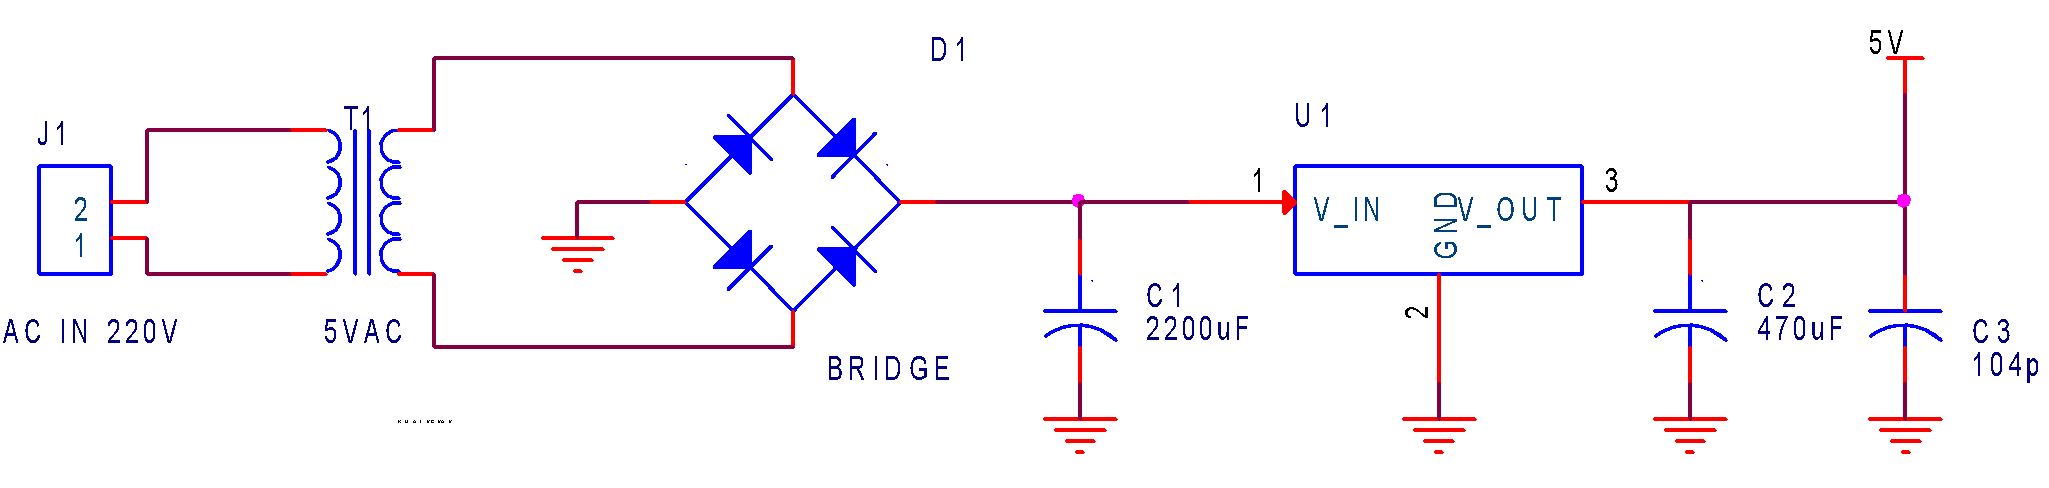 D1
5V
J1
T1
U1
1
3
2
1
V_IN
GND
V_OUT
2
C1
2200uF
C2
470uF
C3
104p
AC IN 220V
5VAC
BRIDGE